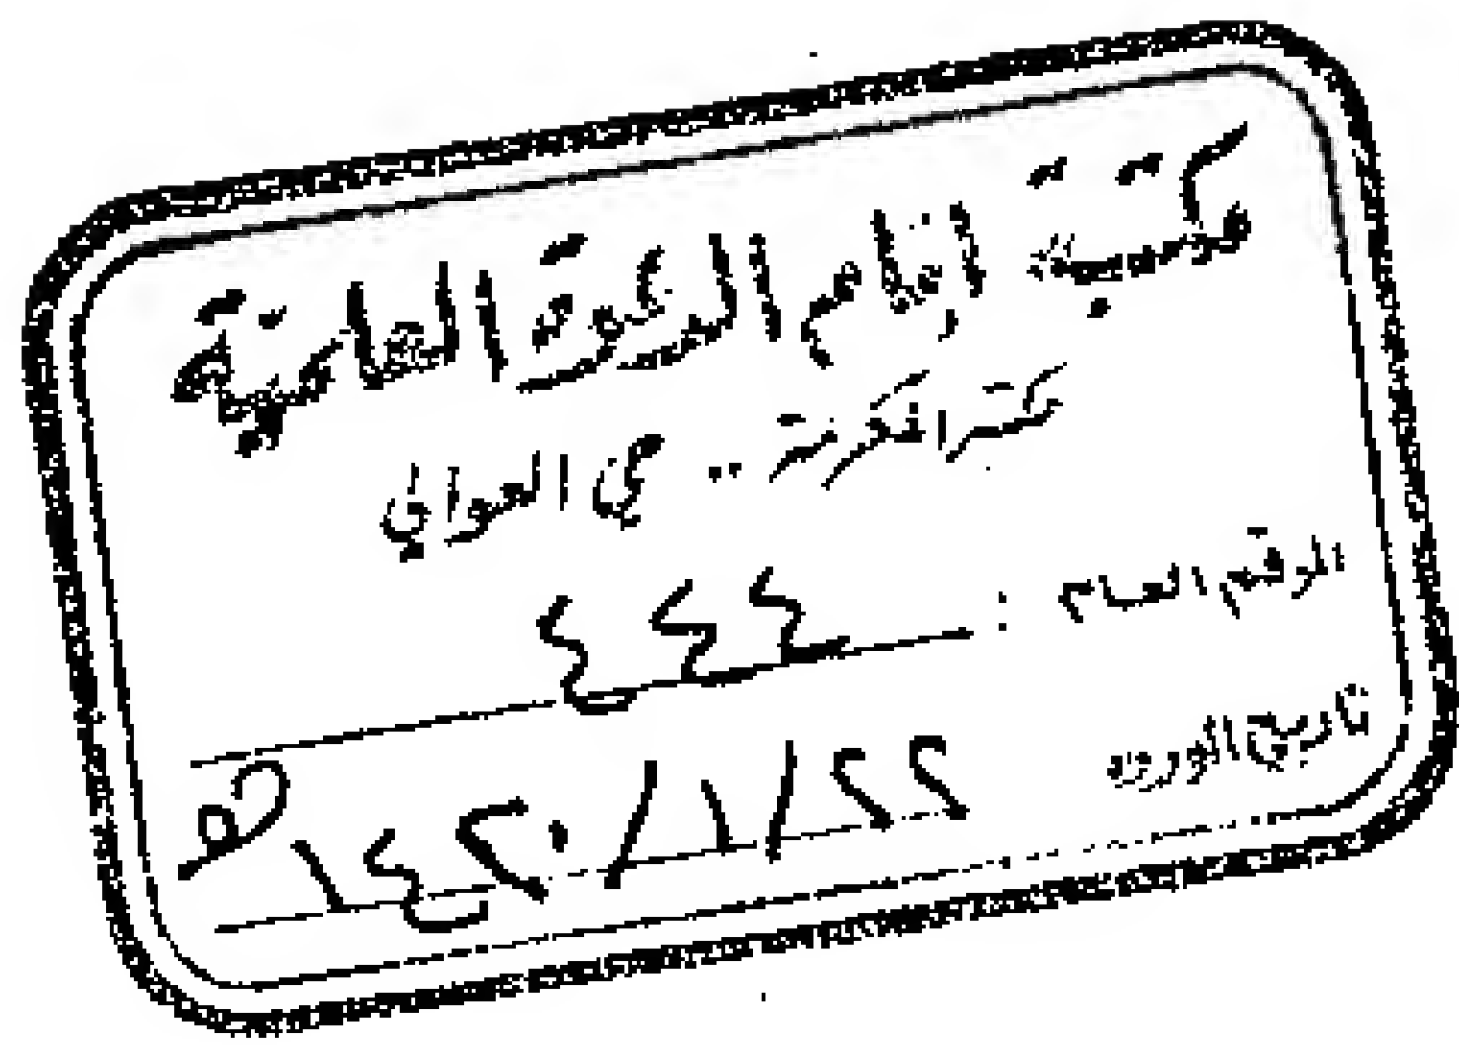 مكتبة إمام الدعوة العلمية
مكة المكرمة .. حي العوالي
الرقم العام : ٤٤٤
تاريخ الورود ٢٢/١/١٤٢٠هـ